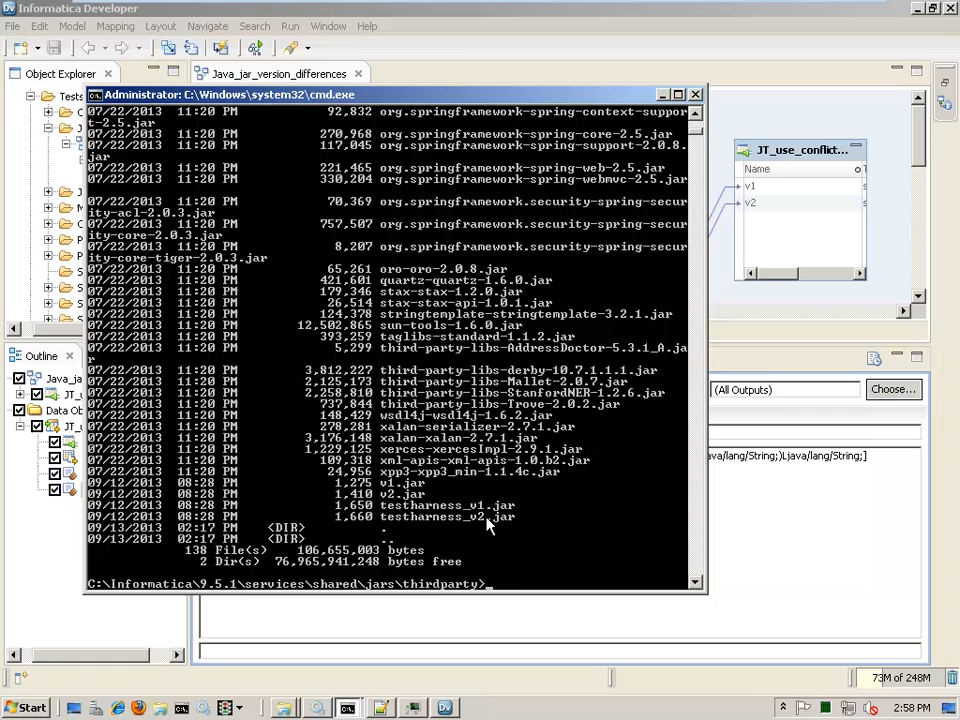 Informatica Developer
File Edit Model Mapping Layout Navigate Search Run Window Help
Object Explorer
Java_jar_version_differences
Tests
Administrator: C:\Windows\system32\cmd.exe
07/22/2013 11:20 PM 92,832 org.springframework-spring-context-suppor
t-2.5.jar
07/22/2013 11:20 PM 270,968 org.springframework-spring-core-2.5.jar
07/22/2013 11:20 PM 117,045 org.springframework-spring-support-2.0.8.
jar
07/22/2013 11:20 PM 221,465 org.springframework-spring-web-2.5.jar
07/22/2013 11:20 PM 330,204 org.springframework-spring-webmvc-2.5.jar
07/22/2013 11:20 PM 70,369 org.springframework.security-spring-secur
ity-acl-2.0.3.jar
07/22/2013 11:20 PM 757,507 org.springframework.security-spring-secur
ity-core-2.0.3.jar
07/22/2013 11:20 PM 8,207 org.springframework.security-spring-secur
ity-core-tiger-2.0.3.jar
07/22/2013 11:20 PM 65,261 oro-oro-2.0.8.jar
07/22/2013 11:20 PM 421,601 quartz-quartz-1.6.0.jar
07/22/2013 11:20 PM 179,346 stax-stax-1.2.0.jar
07/22/2013 11:20 PM 26,514 stax-stax-api-1.0.1.jar
07/22/2013 11:20 PM 124,378 stringtemplate-stringtemplate-3.2.1.jar
07/22/2013 11:20 PM 12,502,865 sun-tools-1.6.0.jar
07/22/2013 11:20 PM 393,259 taglibs-standard-1.1.2.jar
07/22/2013 11:20 PM 5,299 third-party-libs-AddressDoctor-5.3.1_A.ja
r
07/22/2013 11:20 PM 3,812,227 third-party-libs-derby-10.7.1.1.1.jar
07/22/2013 11:20 PM 2,125,173 third-party-libs-Mallet-2.0.7.jar
07/22/2013 11:20 PM 2,258,810 third-party-libs-StanfordNER-1.2.6.jar
07/22/2013 11:20 PM 737,844 third-party-libs-Trove-2.0.2.jar
07/22/2013 11:20 PM 148,429 wsdl4j-wsdl4j-1.6.2.jar
07/22/2013 11:20 PM 278,281 xalan-serializer-2.7.1.jar
07/22/2013 11:20 PM 3,176,148 xalan-xalan-2.7.1.jar
07/22/2013 11:20 PM 1,229,125 xerces-xercesImpl-2.9.1.jar
07/22/2013 11:20 PM 109,318 xml-apis-xml-apis-1.0.b2.jar
07/22/2013 11:20 PM 24,956 xpp3-xpp3_min-1.1.4c.jar
09/12/2013 08:28 PM 1,275 v1.jar
09/12/2013 08:28 PM 1,410 v2.jar
09/12/2013 08:28 PM 1,650 testharness_v1.jar
09/12/2013 08:28 PM 1,660 testharness_v2.jar
09/13/2013 02:17 PM <DIR> .
09/13/2013 02:17 PM <DIR> ..
138 File(s) 106,655,003 bytes
2 Dir(s) 76,965,941,248 bytes free
C:\Informatica\9.5.1\services\shared\jars\thirdparty>_
JT_use_conflict...
Name
v1
v2
Outline
Java_ja
JT_u
Data Ob
JT_u
(All Outputs) Choose...
ava/lang/String;)Ljava/lang/String;]
73M of 248M
Start
2:58 PM